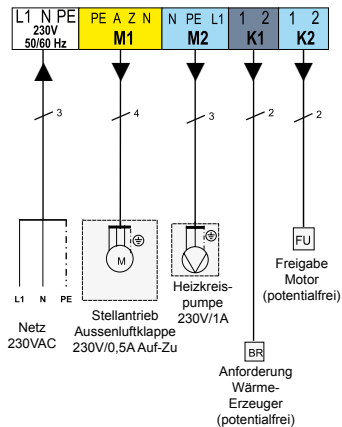 L1 N PE PE A Z N N PE L1 1 2 1 2
230V
50/60 Hz M1 M2 K1 K2
3 4 3 2 2
M
FU
BR
L1 N PE
Netz
230VAC
Stellantrieb
Aussenluftklappe
230V/0,5A Auf-Zu
Heizkreis-
pumpe
230V/1A
Freigabe
Motor
(potentialfrei)
Anforderung
Wärme-
Erzeuger
(potentialfrei)